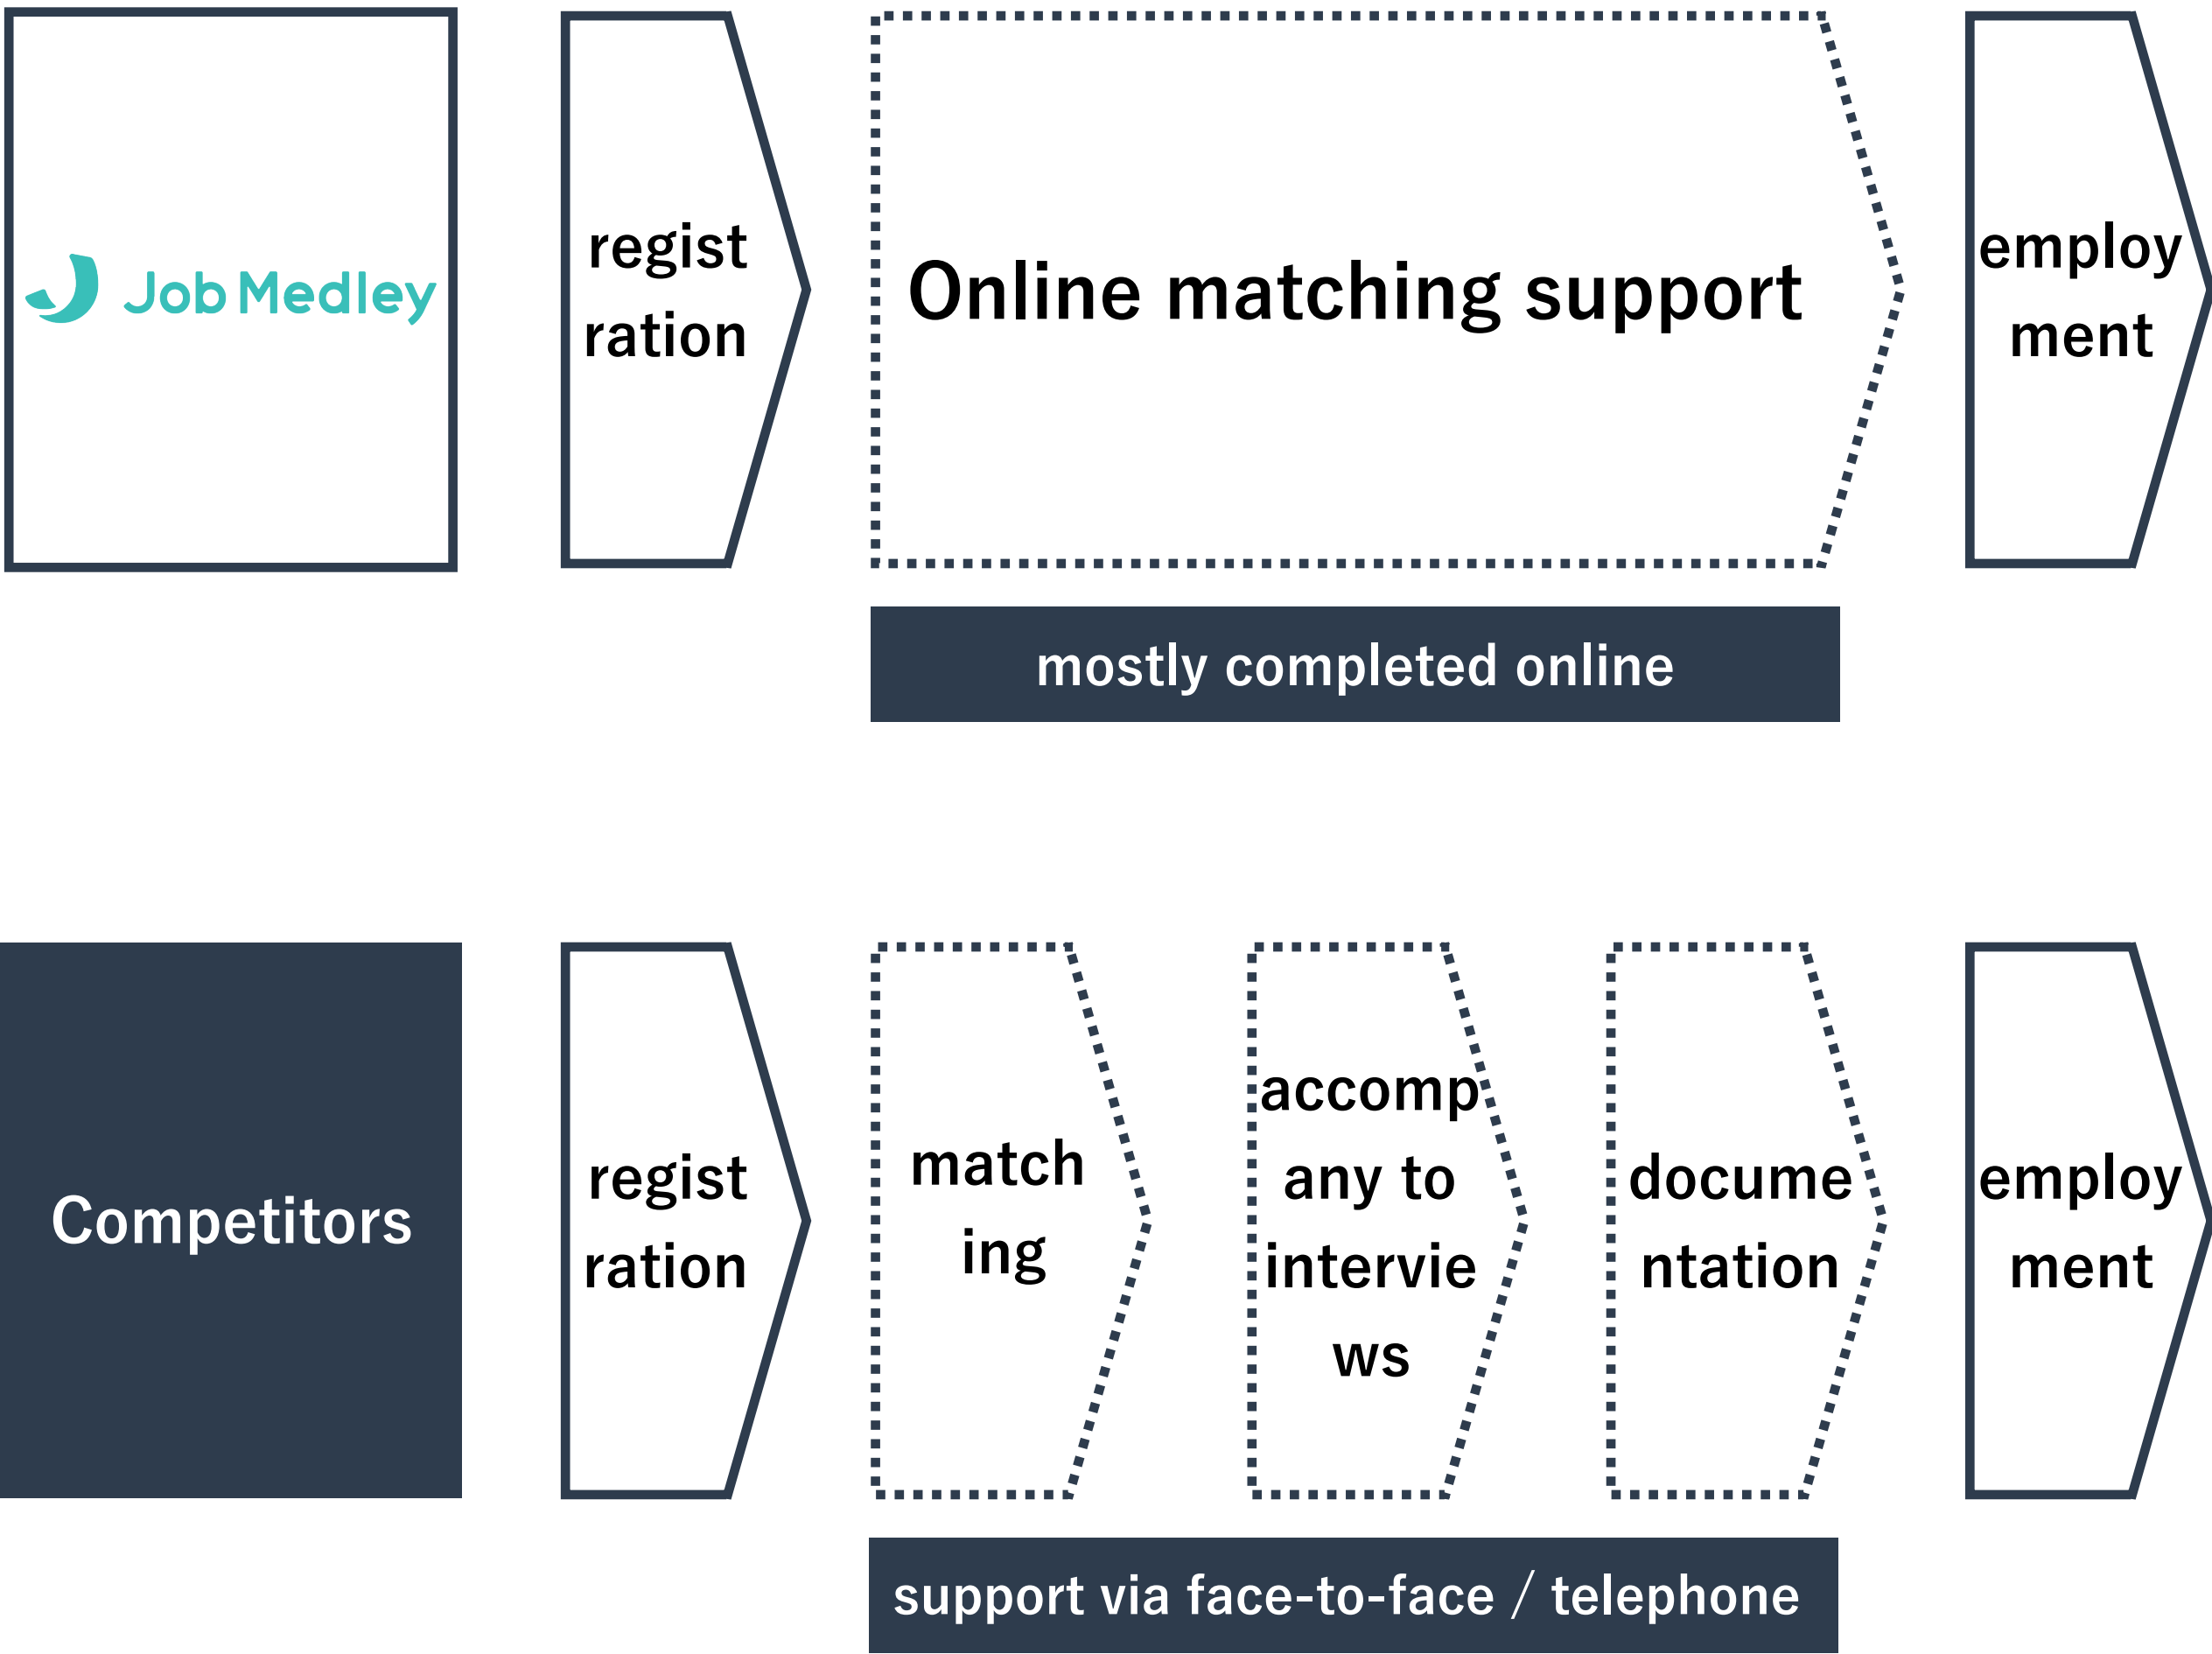 Job Medley
regist
ration
Online matching support
employ
ment
mostly completed online
Competitors
regist
ration
match
ing
accomp
any to
intervie
ws
docume
ntation
employ
ment
support via face-to-face / telephone